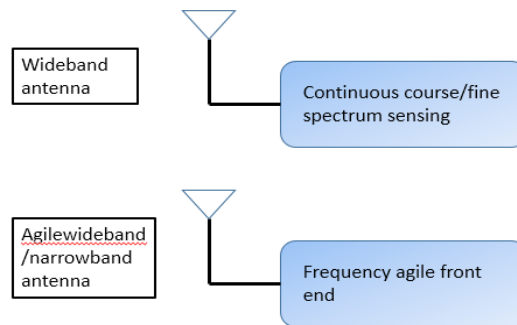 Wideband
antenna
Continuous course/fine
spectrum sensing
Agilewideband
/narrowband
antenna
Frequency agile front
end